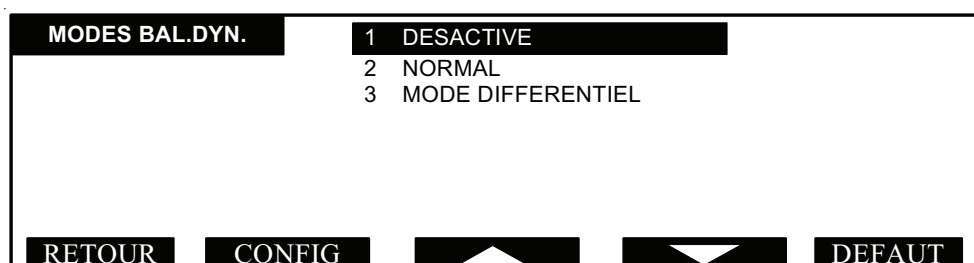 MODES BAL.DYN.
1 DESACTIVE
2 NORMAL
3 MODE DIFFERENTIEL
RETOUR CONFIG DEFAUT